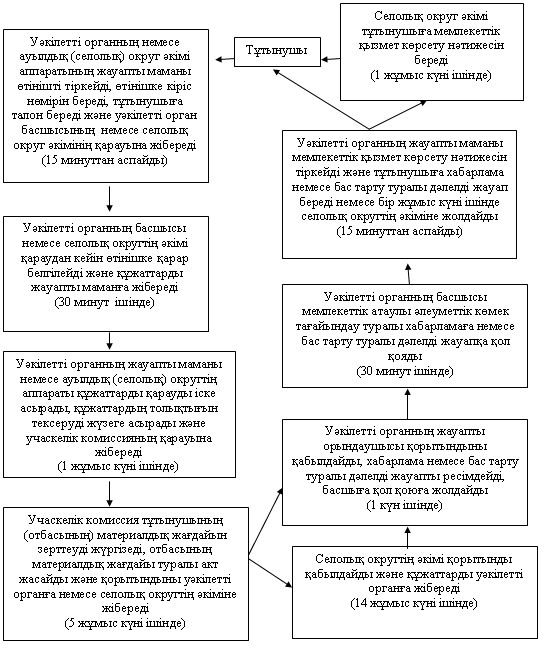 Тұтынушы
Уәкілетті органның немесе
ауылдық (селолық) округ әкімі
аппаратының жауапты маманы
өтінішті тіркейді, өтінішке кіріс
нөмірін береді, тұтынушыға
талон береді және уәкілетті орган
басшысының немесе селолық
округ әкімінің қарауына жібереді
(15 минуттан аспайды)
Уәкілетті органның басшысы
немесе селолық округтің әкімі
қараудан кейін өтінішке қарар
белгілейді және құжаттарды
жауапты маманға жібереді
(30 минут ішінде)
Уәкілетті органның жауапты маманы
немесе ауылдық (селолық) округтің
аппараты құжаттарды қарауды іске
асырады, құжаттардың толықтығын
тексеруді жүзеге асырады және
учаскелік комиссияның қарауына
жібереді
(1 жұмыс күні ішінде)
Учаскелік комиссия тұтынушының
(отбасының) материалдық жағдайын
зерттеуді жүргізеді, отбасының
материалдық жағдайы туралы акт
жасайды және қорытындыны уәкілетті
органға немесе селолық округтің әкіміне
жібереді
(5 жұмыс күні ішінде)
Селолық округтің әкімі қорытынды
қабылдайды және құжаттарды уәкілетті
органға жібереді
(14 жұмыс күні ішінде)
Уәкілетті органның жауапты
орындаушысы қорытындыны
қабылдайды, хабарлама немесе бас тарту
туралы дәлелді жауапты ресімдейді,
басшыға қол қоюға жолдайды
(1 күн ішінде)
Уәкілетті органның басшысы
мемлекеттік атаулы әлеуметтік көмек
тағайындау туралы хабарламаға немесе
бас тарту туралы дәлелді жауапқа қол
қояды
(30 минут ішінде)
Уәкілетті органның жауапты маманы
мемлекеттік қызмет көрсету нәтижесін
тіркейді және тұтынушыға хабарлама
немесе бас тарту туралы дәлелді жауап
береді немесе бір жұмыс күні ішінде
селолық округтің әкіміне жолдайды
(15 минуттан аспайды)
Селолық округ әкімі
тұтынушыға мемлекеттік
қызмет көрсету нәтижесін
береді
(1 жұмыс күні ішінде)